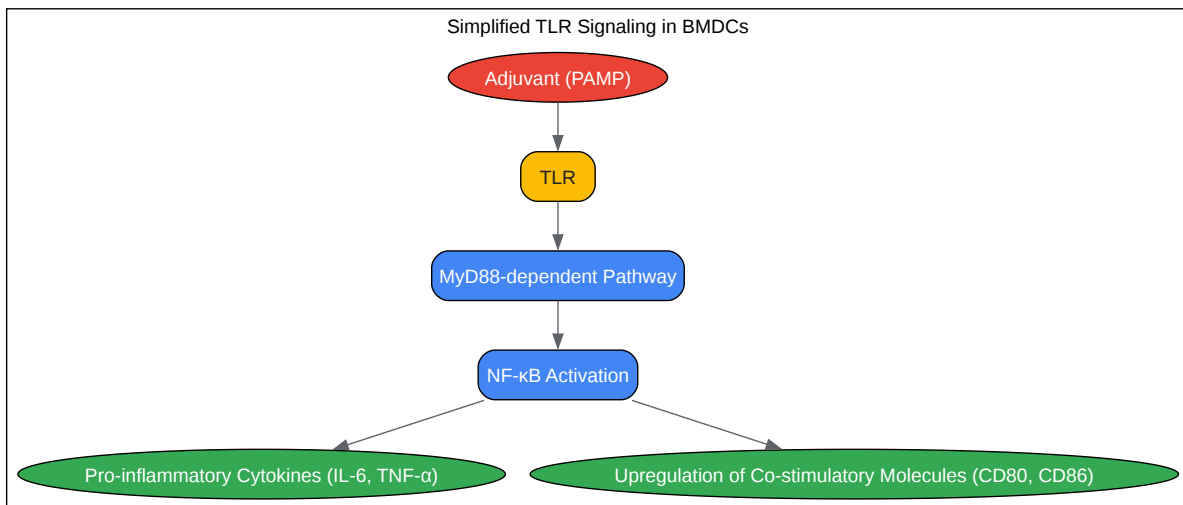 Simplified TLR Signaling in BMDCs
Adjuvant (PAMP)
TLR
MyD88-dependent Pathway
NF-κB Activation
Pro-inflammatory Cytokines (IL-6, TNF-α)
Upregulation of Co-stimulatory Molecules (CD80, CD86)